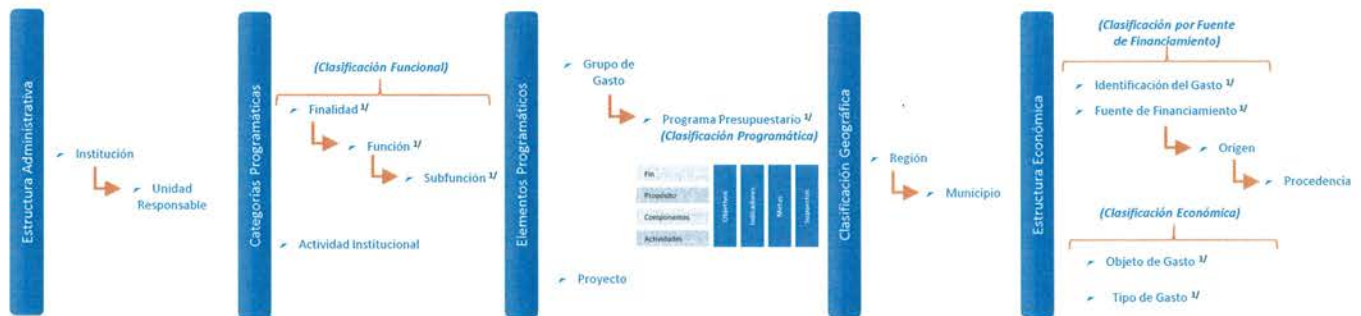 Estructura Administrativa
Institución
Unidad
Responsable
Categorías Programáticas
(Clasificación Funcional)
Finalidad 1/
Función 1/
Subfunción 1/
Actividad Institucional
Elementos Programáticos
Grupo de
Gasto
Programa Presupuestario 1/
(Clasificación Programática)
Fin
Propósito
Componentes
Actividades
Objetivos
Indicadores
Metas
Supuestos
Proyecto
Clasificación Geográfica
Región
Municipio
Estructura Económica
(Clasificación por Fuente
de Financiamiento)
Identificación del Gasto 1/
Fuente de Financiamiento 1/
Origen
Procedencia
(Clasificación Económica)
Objeto de Gasto 1/
Tipo de Gasto 1/